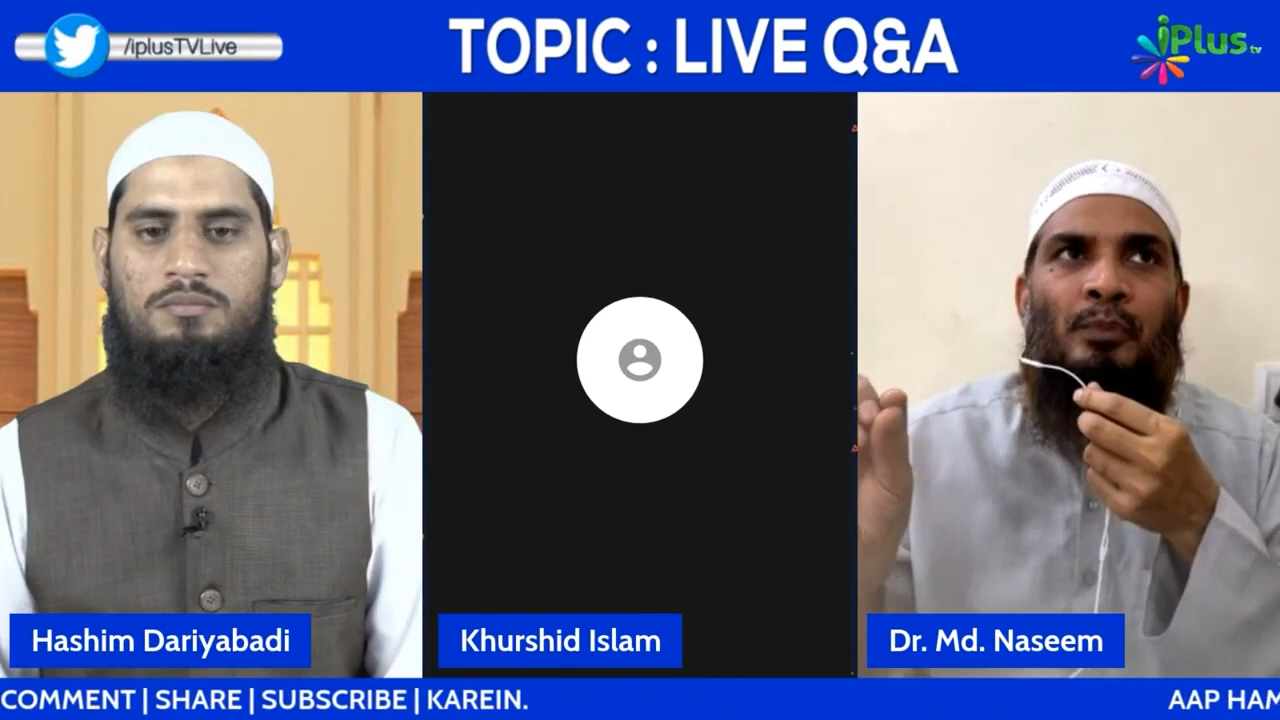 /iplusTVLive
TOPIC : LIVE Q&A
iPlus tv
Hashim Dariyabadi
Khurshid Islam
Dr. Md. Naseem
COMMENT | SHARE | SUBSCRIBE | KAREIN.
AAP HAM